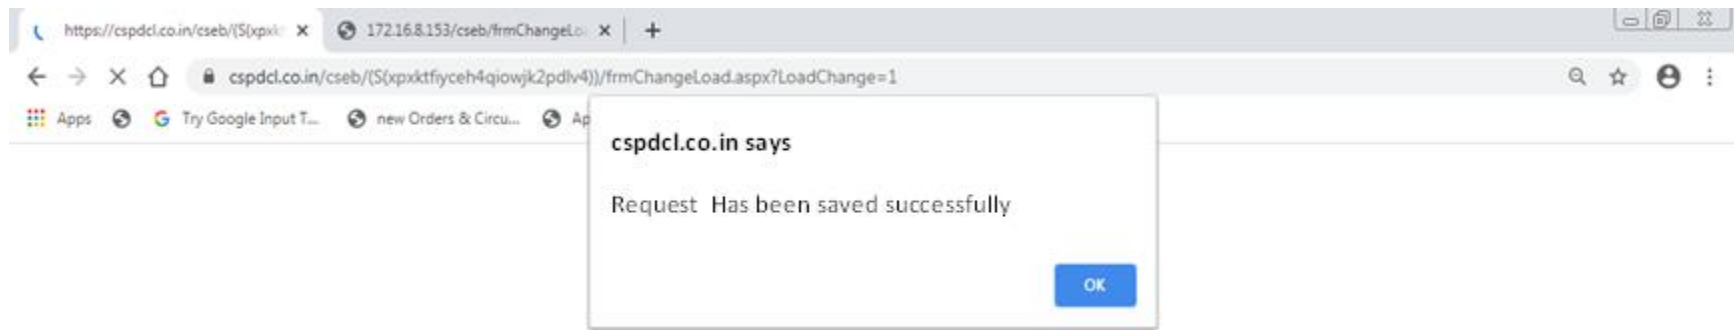 https://cspdcl.co.in/cseb/(S(xpxk
172.16.8.153/cseb/frmChangeLo
cspdcl.co.in/cseb/(S(xpxktfiyceh4qiowjk2pdlv4))/frmChangeLoad.aspx?LoadChange=1
Apps Try Google Input T... new Orders & Circu... Ap
cspdcl.co.in says
Request Has been saved successfully
OK